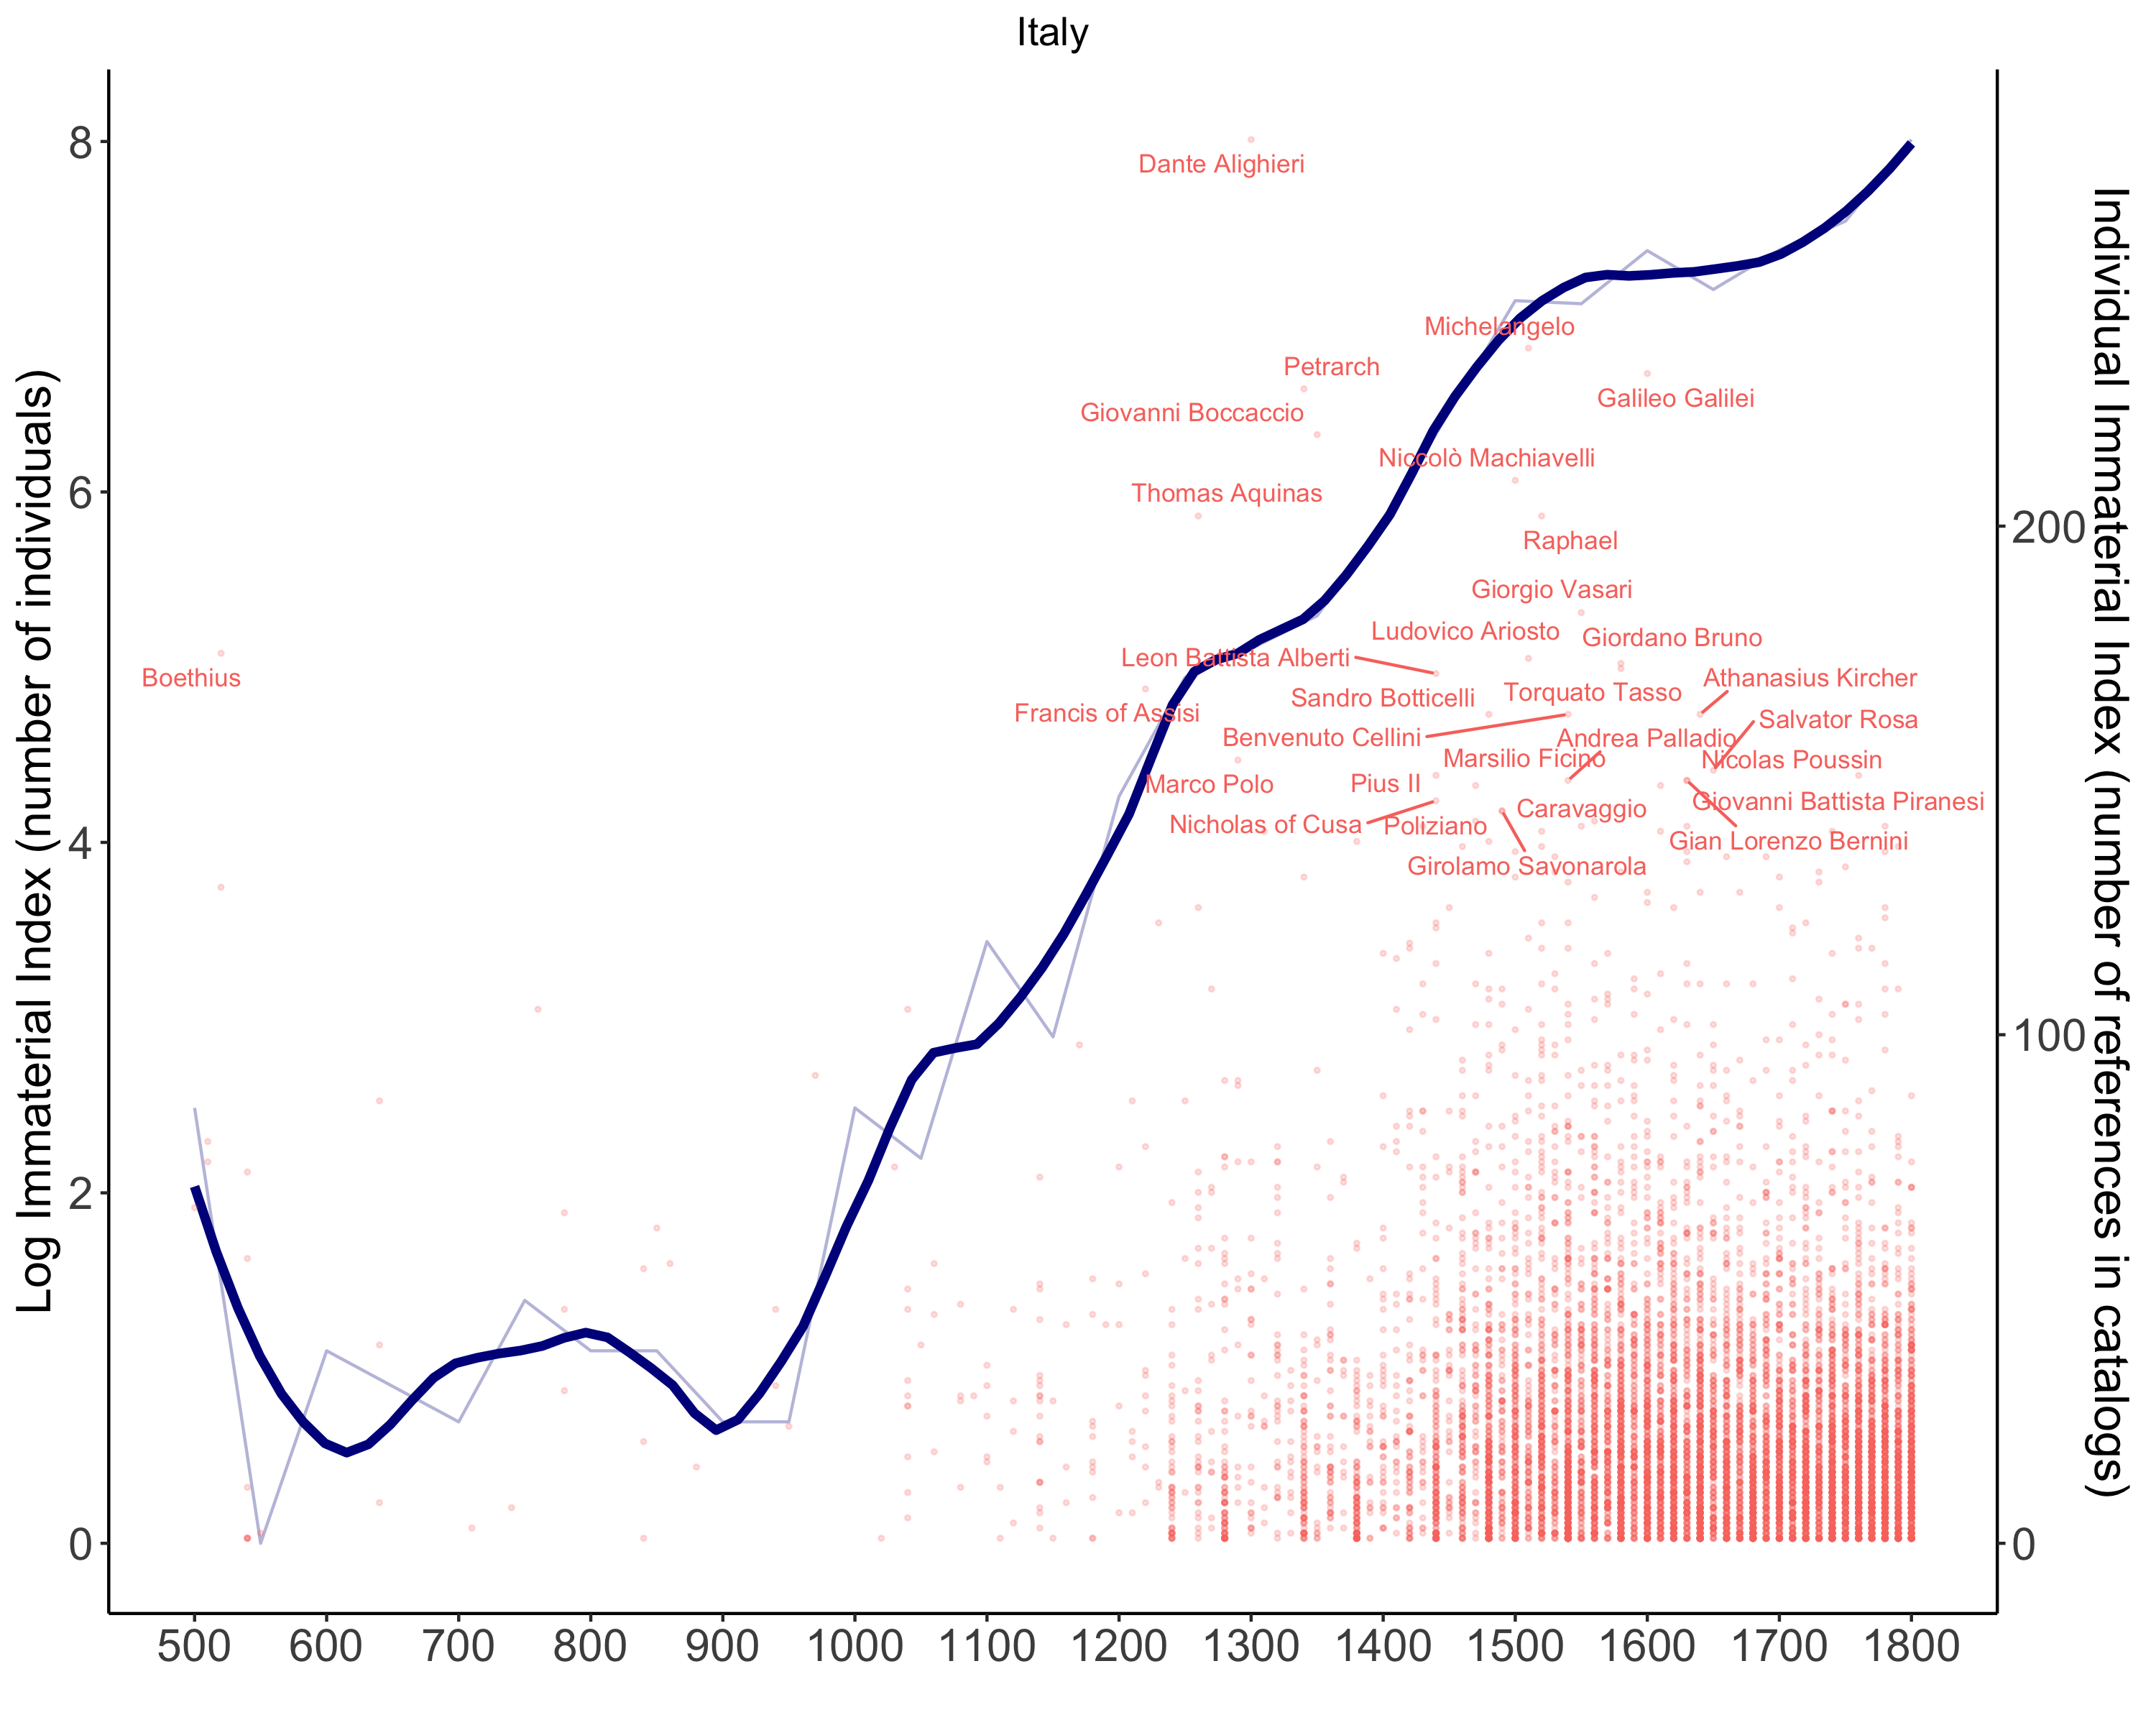 Italy
Log Immaterial Index (number of individuals)
8
6
4
2
0
Individual Immaterial Index (number of references in catalogs)
200
100
0
Dante Alighieri
Michelangelo
Petrarch
Galileo Galilei
Giovanni Boccaccio
Niccolò Machiavelli
Thomas Aquinas
Raphael
Giorgio Vasari
Ludovico Ariosto
Giordano Bruno
Leon Battista Alberti
Boethius
Athanasius Kircher
Sandro Botticelli
Torquato Tasso
Francis of Assisi
Salvator Rosa
Benvenuto Cellini
Andrea Palladio
Marsilio Ficino
Nicolas Poussin
Marco Polo
Pius II
Giovanni Battista Piranesi
Caravaggio
Nicholas of Cusa
Poliziano
Gian Lorenzo Bernini
Girolamo Savonarola
500 600 700 800 900 1000 1100 1200 1300 1400 1500 1600 1700 1800